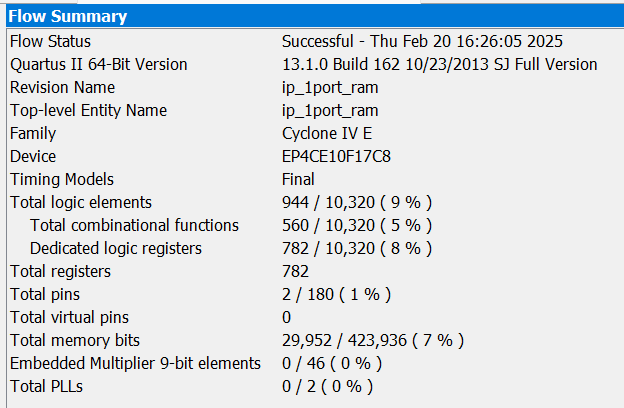 Flow Summary
Flow Status Successful - Thu Feb 20 16:26:05 2025
Quartus II 64-Bit Version 13.1.0 Build 162 10/23/2013 SJ Full Version
Revision Name ip_1port_ram
Top-level Entity Name ip_1port_ram
Family Cyclone IV E
Device EP4CE10F17C8
Timing Models Final
Total logic elements 944 / 10,320 ( 9 % )
Total combinational functions 560 / 10,320 ( 5 % )
Dedicated logic registers 782 / 10,320 ( 8 % )
Total registers 782
Total pins 2 / 180 ( 1 % )
Total virtual pins 0
Total memory bits 29,952 / 423,936 ( 7 % )
Embedded Multiplier 9-bit elements 0 / 46 ( 0 % )
Total PLLs 0 / 2 ( 0 % )